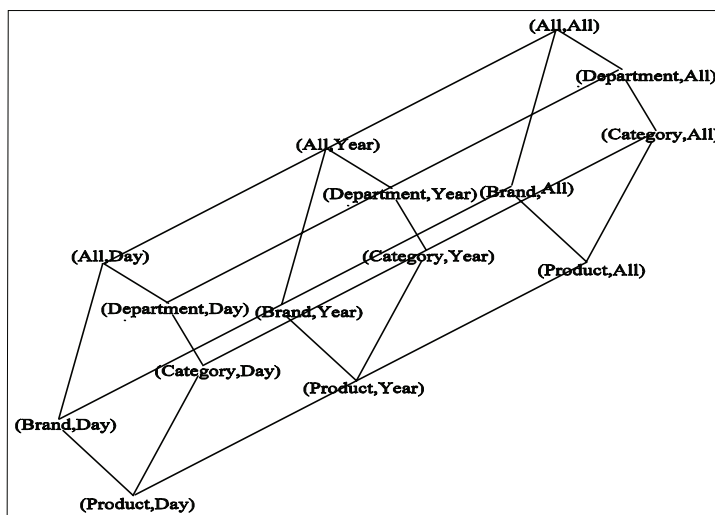 (All,All)
(Department,All)
(Category,All)
(All,Year)
(Department,Year)
(Brand,All)
(Category,Year)
(Product,All)
(All,Day)
(Department,Day)
(Brand,Year)
(Category,Day)
(Product,Year)
(Brand,Day)
(Product,Day)